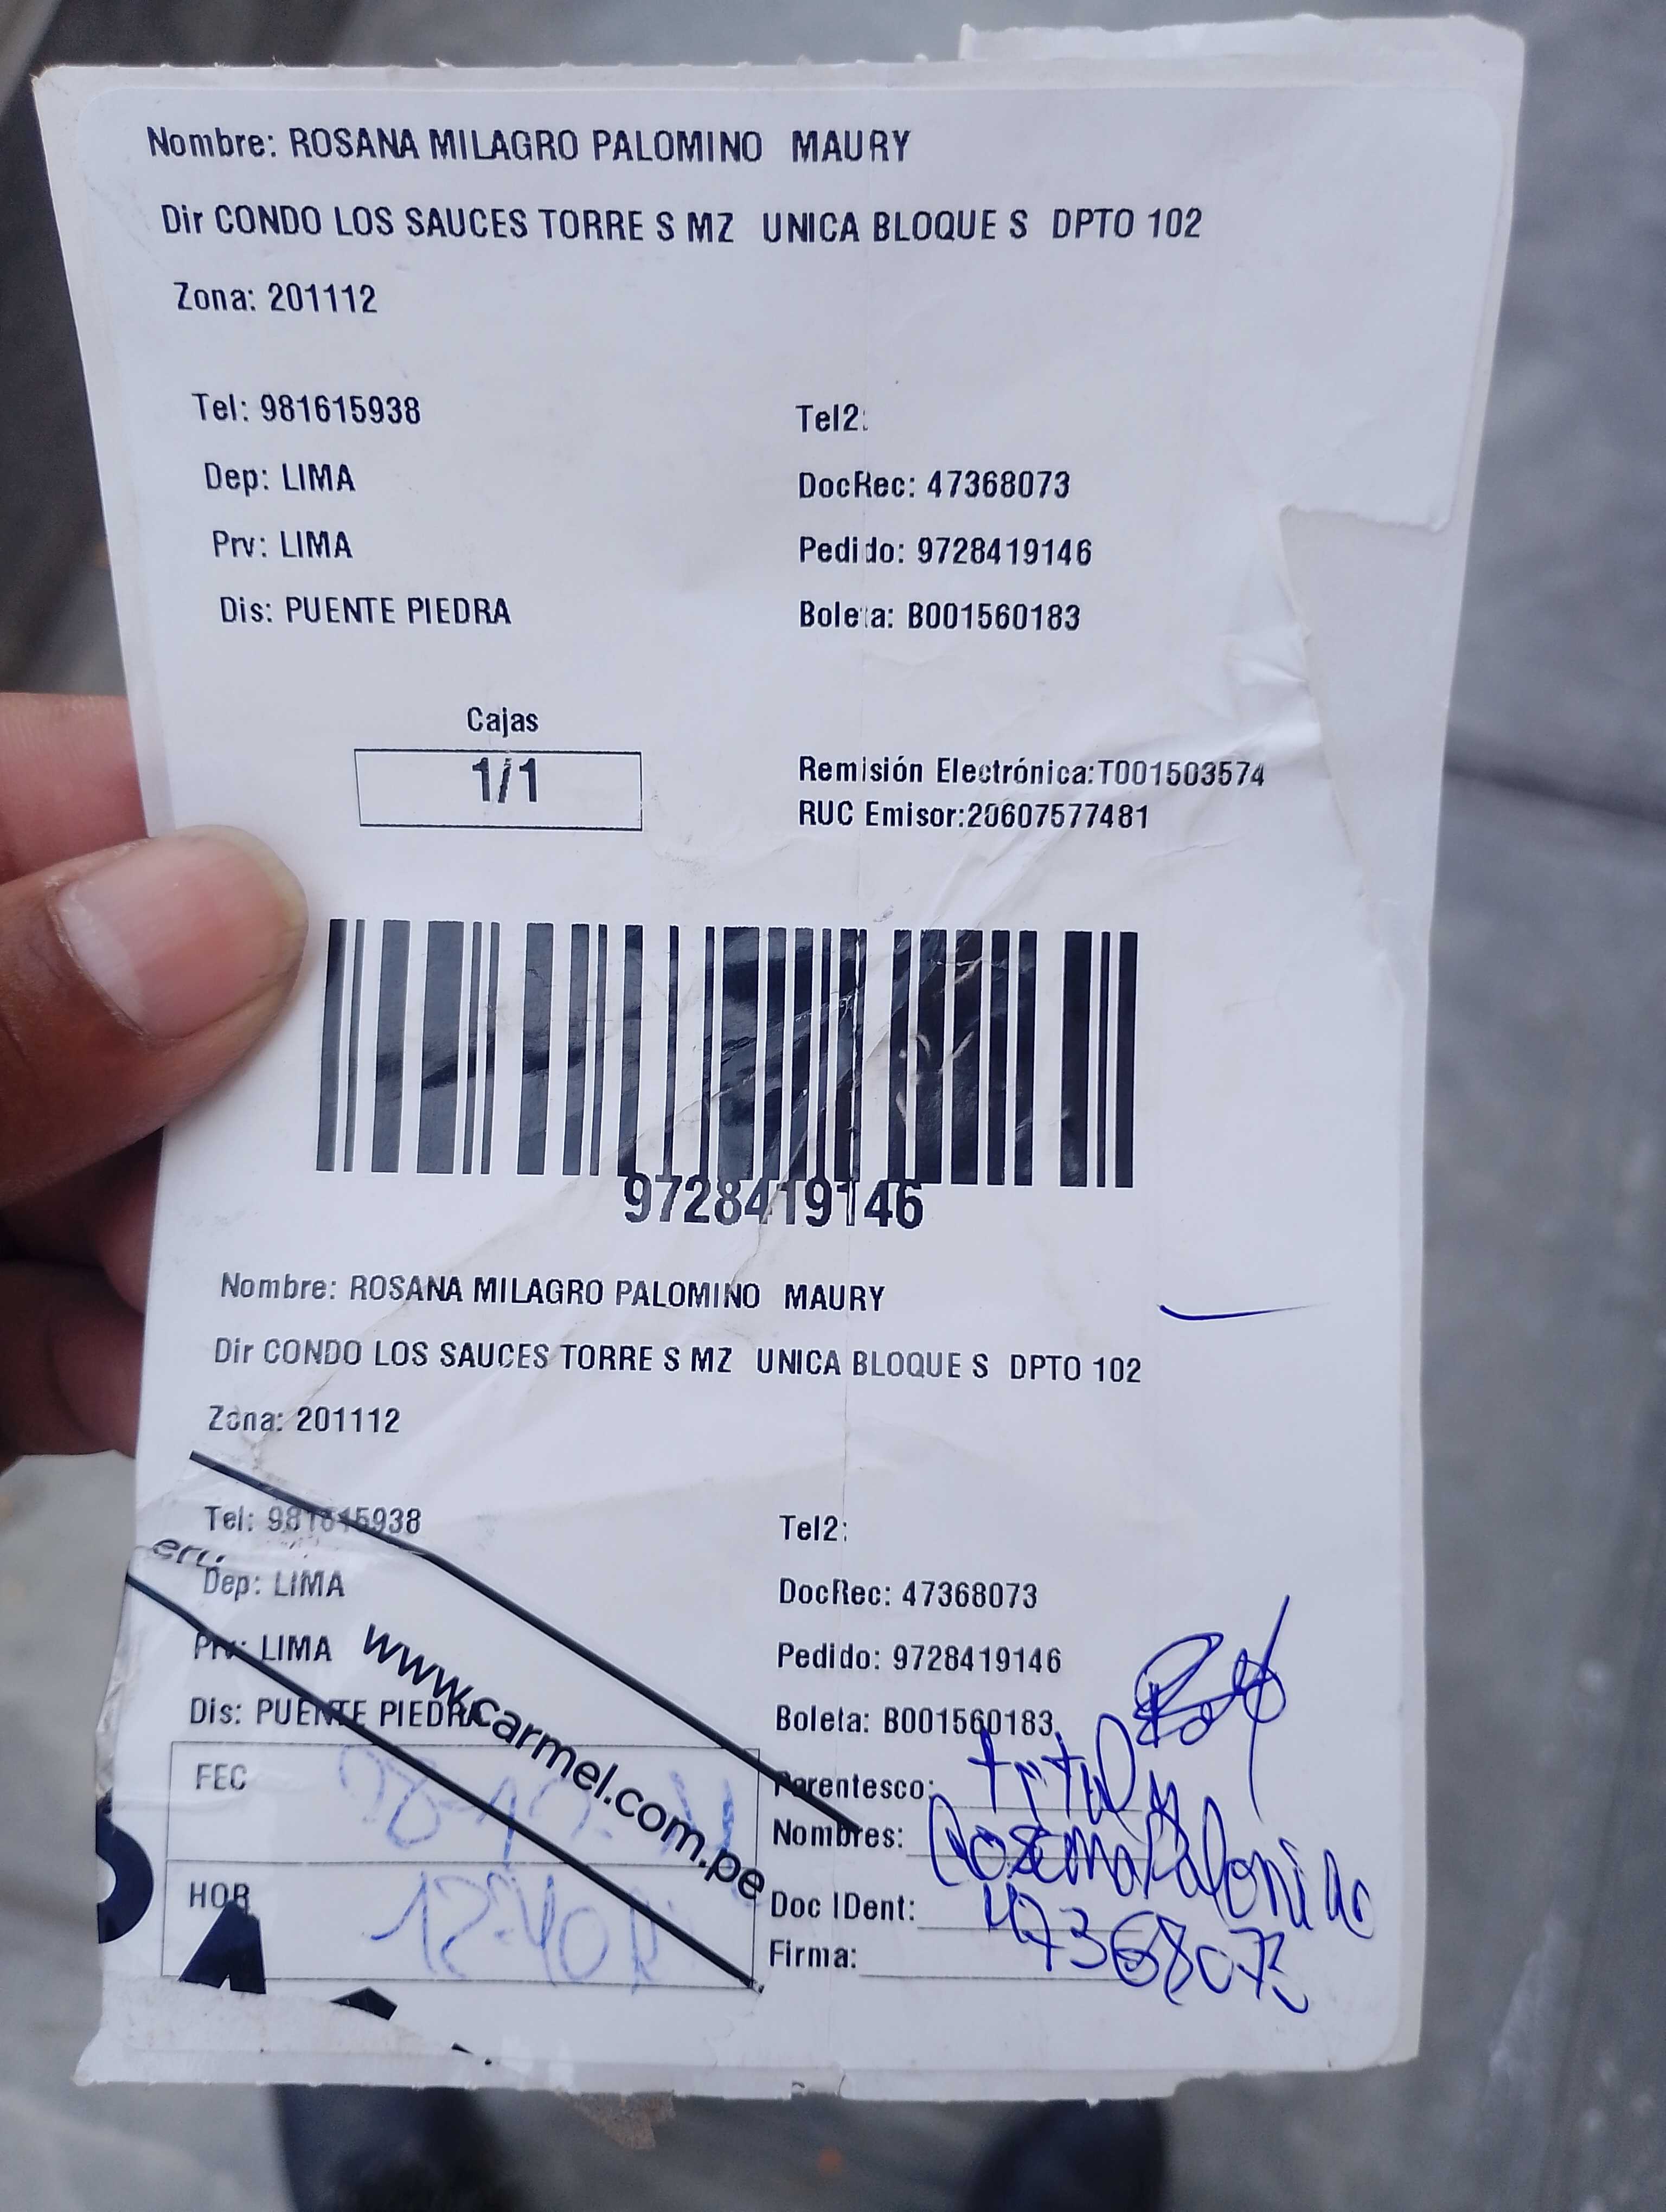 Nombre: ROSANA MILAGRO PALOMINO MAURY
Dir CONDO LOS SAUCES TORRE S MZ UNICA BLOQUE S DPTO 102
Zona: 201112
Tel: 981615938 Tel2:
Dep: LIMA DocRec: 47368073
Prv: LIMA Pedido: 9728419146
Dis: PUENTE PIEDRA Boleta: B001560183
Cajas
1/1
Remisión Electrónica:T001503574
RUC Emisor:20607577481
9728419146
Nombre: ROSANA MILAGRO PALOMINO MAURY
Dir CONDO LOS SAUCES TORRE S MZ UNICA BLOQUE S DPTO 102
Zona: 201112
Tel: 981615938 Tel2:
Dep: LIMA DocRec: 47368073
Prv: LIMA Pedido: 9728419146
Dis: PUENTE PIEDRA Boleta: B001560183
www.carmel.com.pe
FEC
HOR 12:40
Parentesco:
Nombres: Rosana Palomino
Doc IDent: 47368073
Firma: